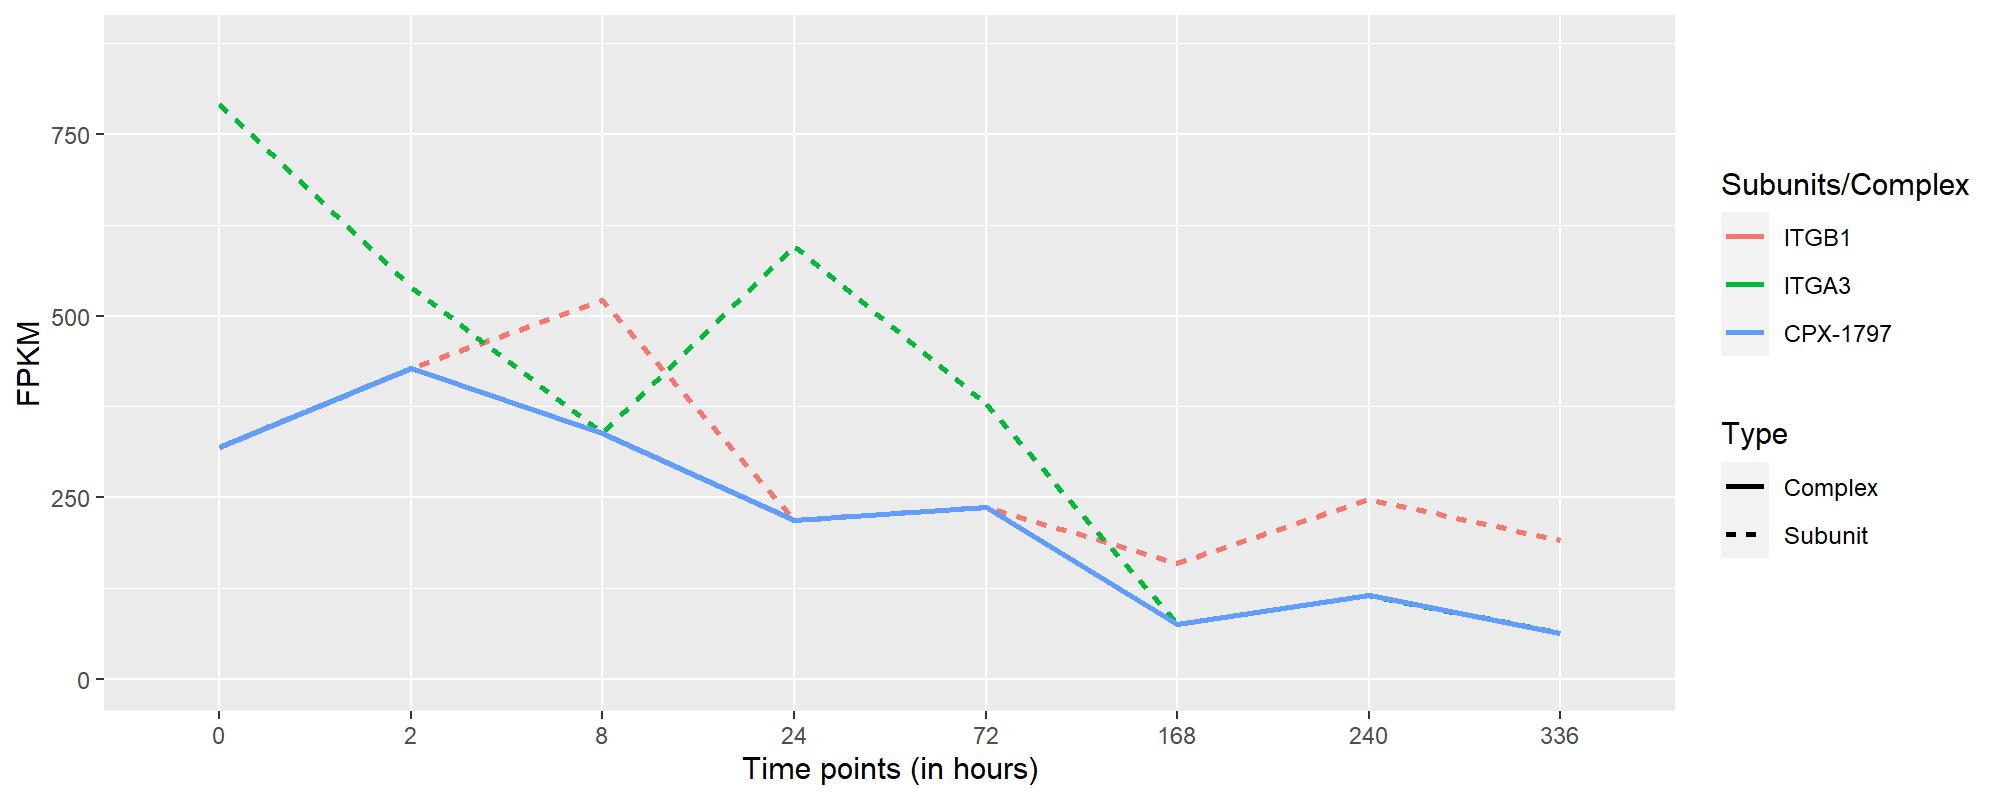 FPKM
750
500
250
0
0 2 8 24 72 168 240 336
Time points (in hours)
Subunits/Complex
ITGB1
ITGA3
CPX-1797
Type
Complex
Subunit